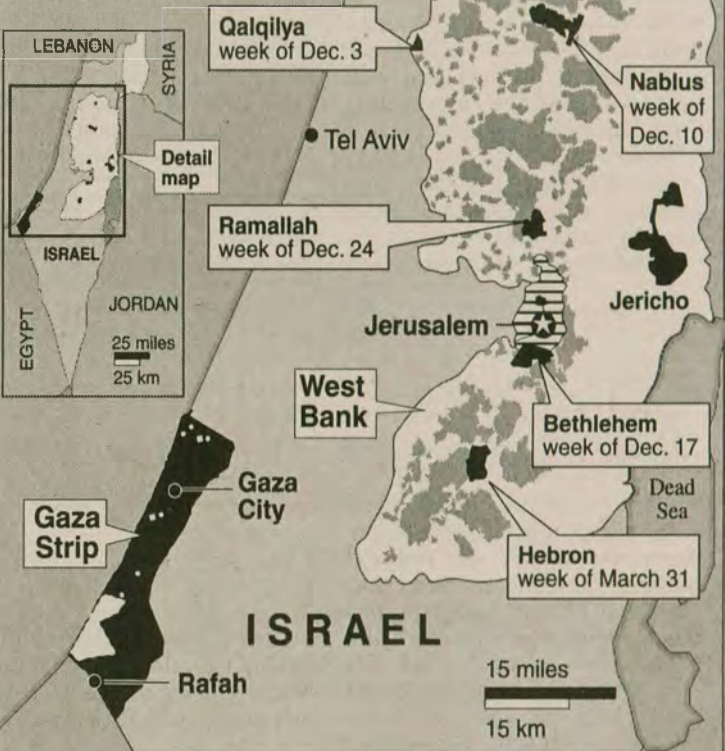 LEBANON
SYRIA
Detail
map
ISRAEL
EGYPT
JORDAN
25 miles
25 km
Qalqilya
week of Dec. 3
Nablus
week of
Dec. 10
Tel Aviv
Ramallah
week of Dec. 24
Jericho
Jerusalem
West
Bank
Bethlehem
week of Dec. 17
Dead
Sea
Gaza
City
Gaza
Strip
Hebron
week of March 31
ISRAEL
Rafah
15 miles
15 km